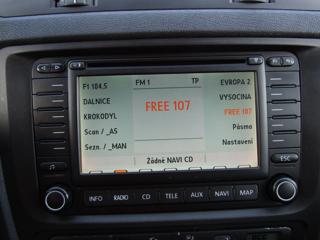 F1 104.5
FM 1
TP
EVROPA 2
DALNICE
FREE 107
VYSOCINA
KROKODYL
FREE 107
Scan / _AS
Pásmo
Sezn. / _MAN
Nastavení
Žádné NAVI CD
ESC
INFO RADIO CD TELE AUX NAVI MAP